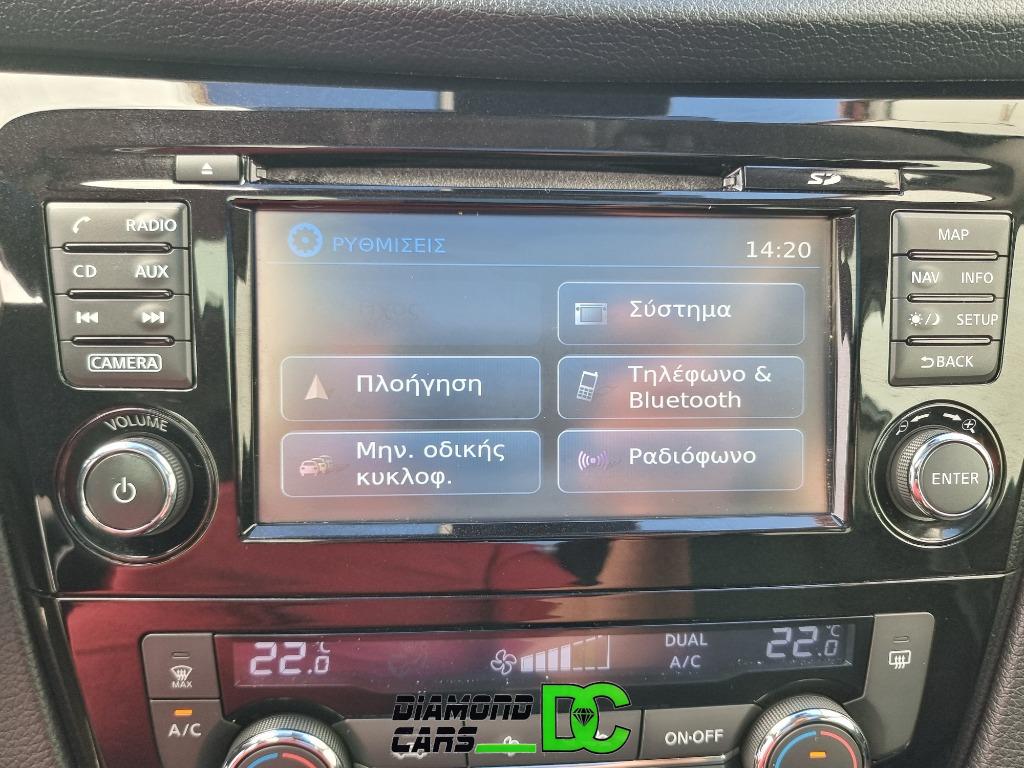 SD
RADIO
CD AUX
CAMERA
VOLUME
ΡΥΘΜΙΣΕΙΣ 14:20
Ήχος
Σύστημα
Πλοήγηση
Τηλέφωνο &
Bluetooth
Μην. οδικής
κυκλοφ.
Ραδιόφωνο
MAP
NAV INFO
SETUP
BACK
ENTER
22.0 °C
DUAL
A/C
22.0 °C
MAX
A/C
ON·OFF
DIAMOND
CARS
DC